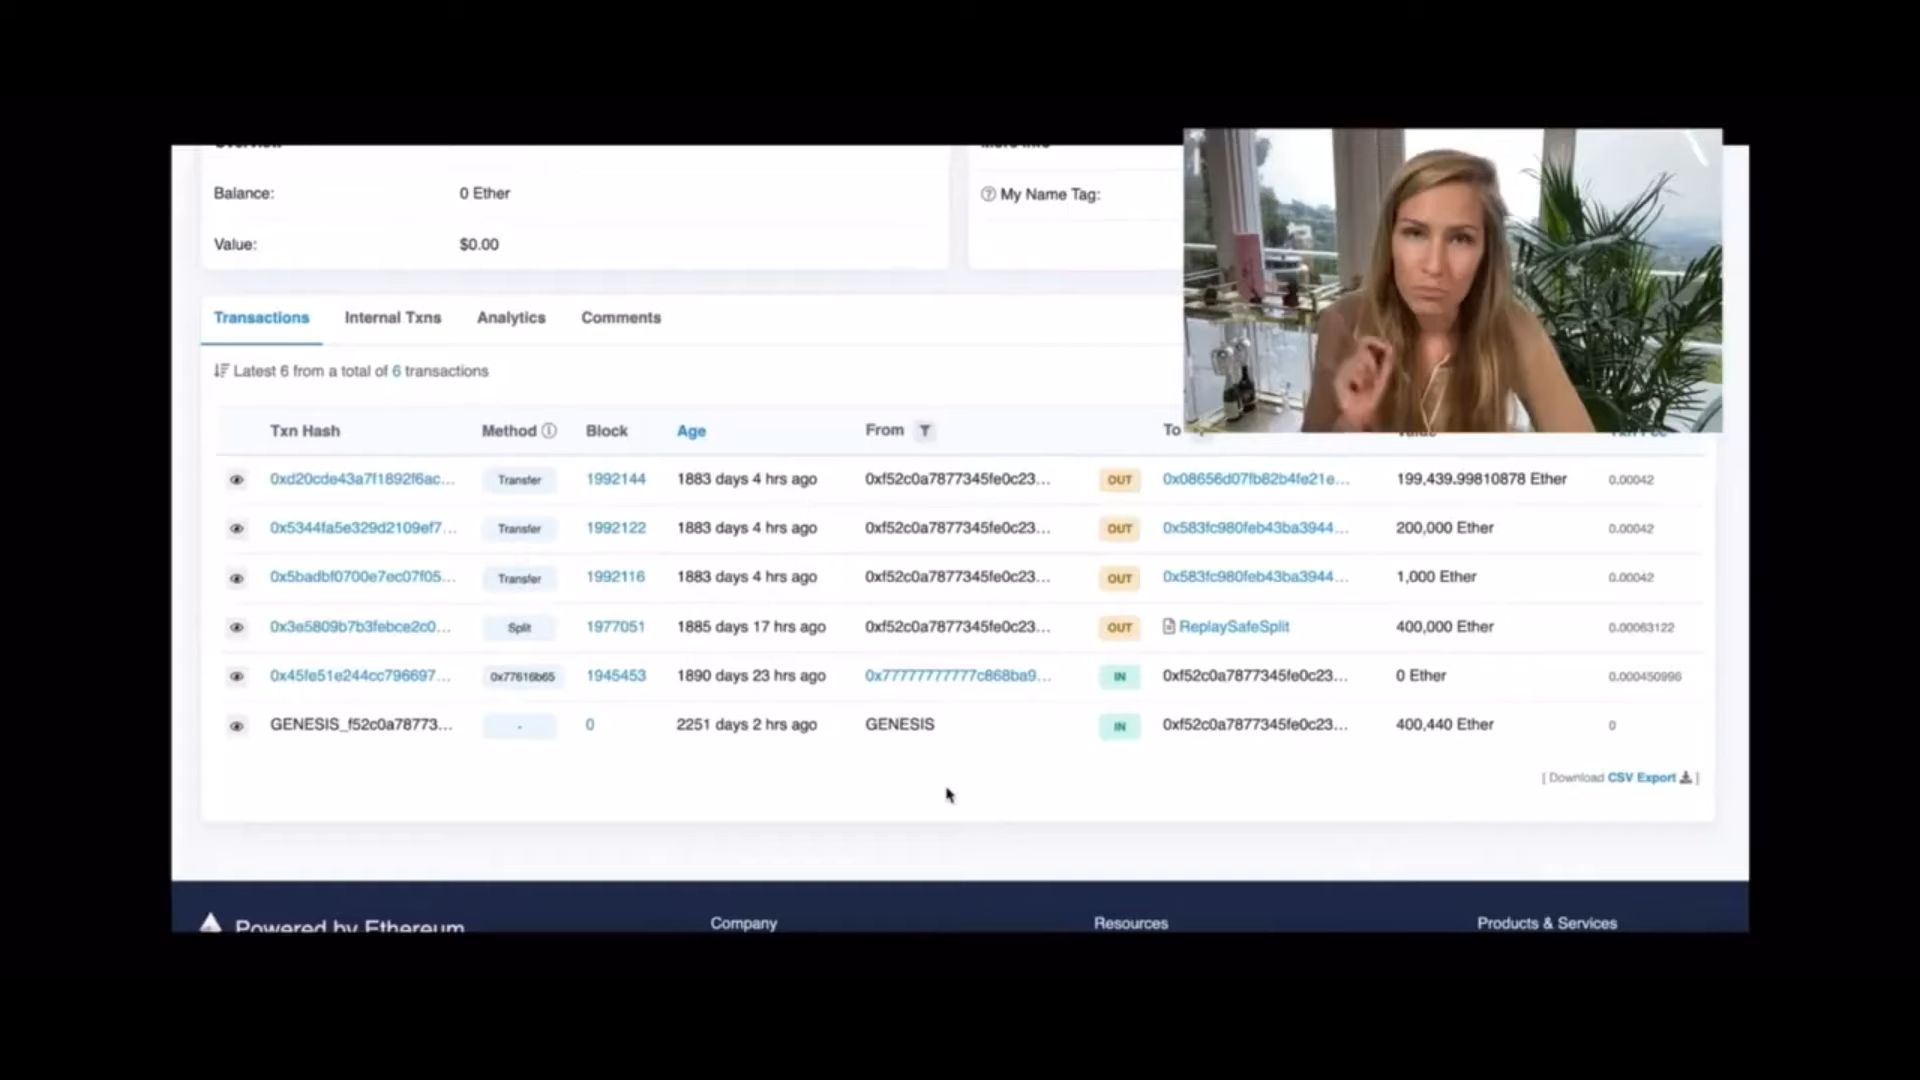 Balance: 0 Ether
My Name Tag:
Value: $0.00
Transactions Internal Txns Analytics Comments
Latest 6 from a total of 6 transactions
Txn Hash Method Block Age From To
0xd20cde43a7f1892f6ac... Transfer 1992144 1883 days 4 hrs ago 0xf52c0a7877345fe0c23... OUT 0x08656d07fb82b4fe21e... 199,439.99810878 Ether 0.00042
0x5344fa5e329d2109ef7... Transfer 1992122 1883 days 4 hrs ago 0xf52c0a7877345fe0c23... OUT 0x583fc980feb43ba3944... 200,000 Ether 0.00042
0x5badbf0700e7ec07f05... Transfer 1992116 1883 days 4 hrs ago 0xf52c0a7877345fe0c23... OUT 0x583fc980feb43ba3944... 1,000 Ether 0.00042
0x3e5809b7b3febce2c0... Split 1977051 1885 days 17 hrs ago 0xf52c0a7877345fe0c23... OUT ReplaySafeSplit 400,000 Ether 0.00063122
0x45fe51e244cc796697... 0x77616b65 1945453 1890 days 23 hrs ago 0x77777777777c868ba9... IN 0xf52c0a7877345fe0c23... 0 Ether 0.000450996
GENESIS_f52c0a78773... - 0 2251 days 2 hrs ago GENESIS IN 0xf52c0a7877345fe0c23... 400,440 Ether 0
[ Download CSV Export ]
Powered by Ethereum Company Resources Products & Services